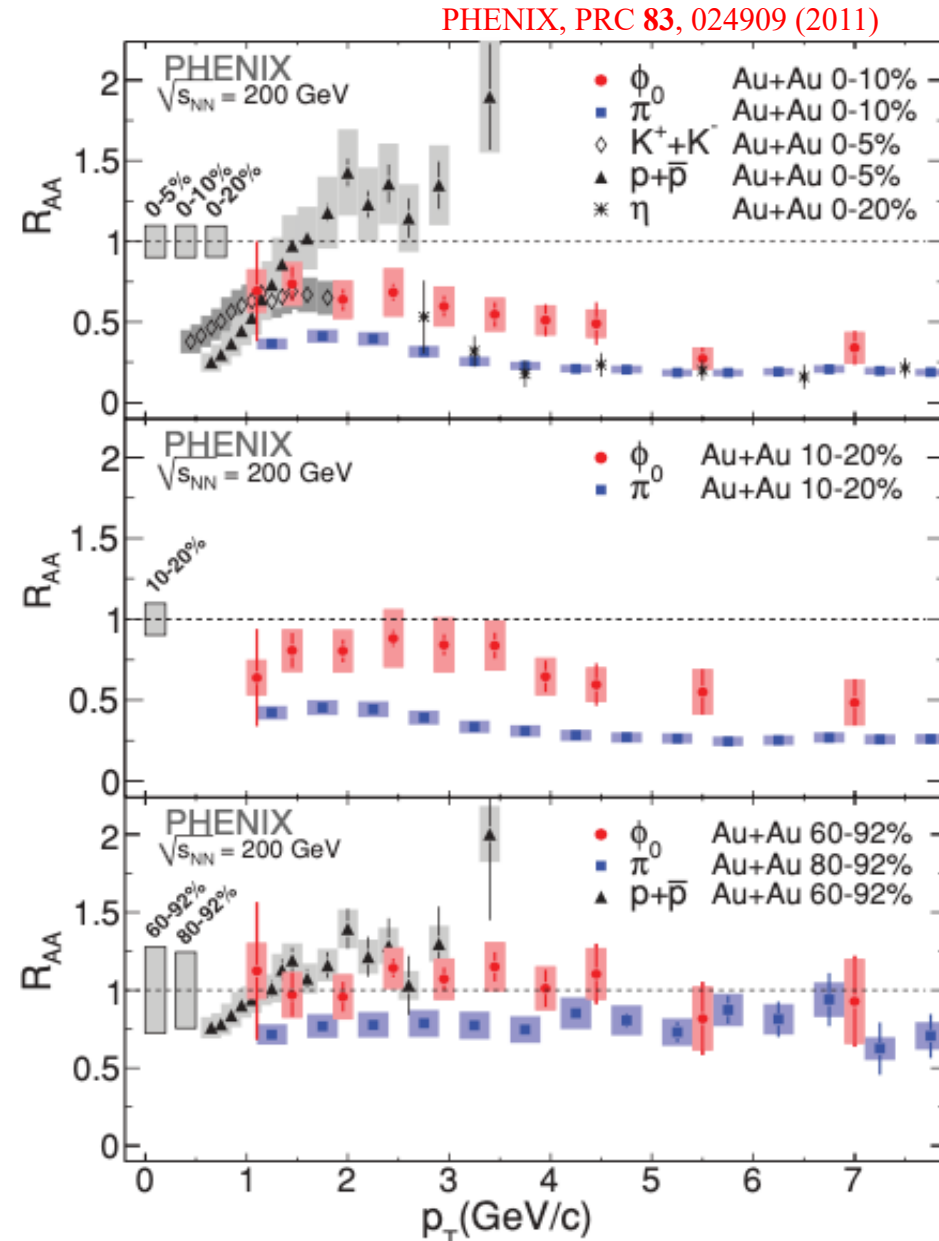 PHENIX, PRC 83, 024909 (2011)
PHENIX
√sNN = 200 GeV
ϕ Au+Au 0-10%
π0 Au+Au 0-10%
K++K- Au+Au 0-5%
p+p̄ Au+Au 0-5%
η Au+Au 0-20%
0-5%
0-10%
0-20%
RAA
2
1.5
1
0.5
0
PHENIX
√sNN = 200 GeV
ϕ Au+Au 10-20%
π0 Au+Au 10-20%
10-20%
RAA
2
1.5
1
0.5
0
PHENIX
√sNN = 200 GeV
ϕ Au+Au 60-92%
π0 Au+Au 80-92%
p+p̄ Au+Au 60-92%
60-92%
80-92%
RAA
2
1.5
1
0.5
0
0 1 2 3 4 5 6 7
pT(GeV/c)